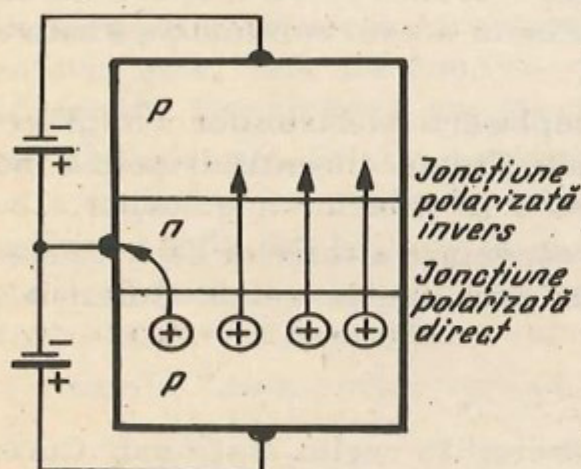 p
−
+
Joncțiune
polarizată
invers
n
Joncțiune
polarizată
direct
−
+
+ + + +
p